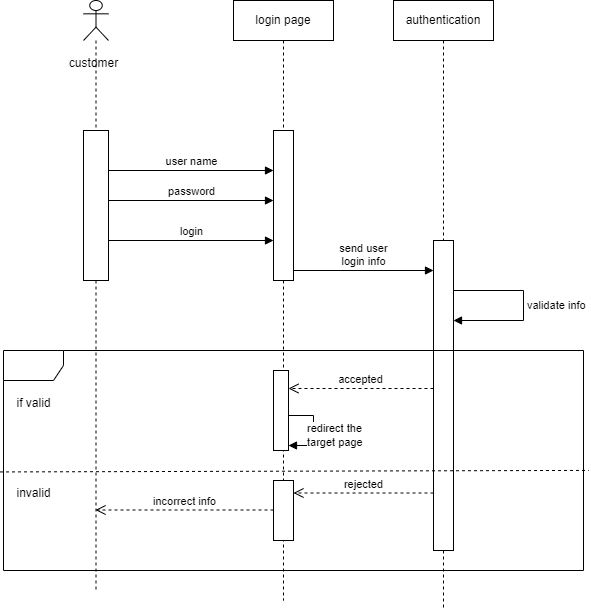 login page
authentication
customer
user name
password
login
send user
login info
validate info
accepted
if valid
redirect the
target page
rejected
invalid
incorrect info